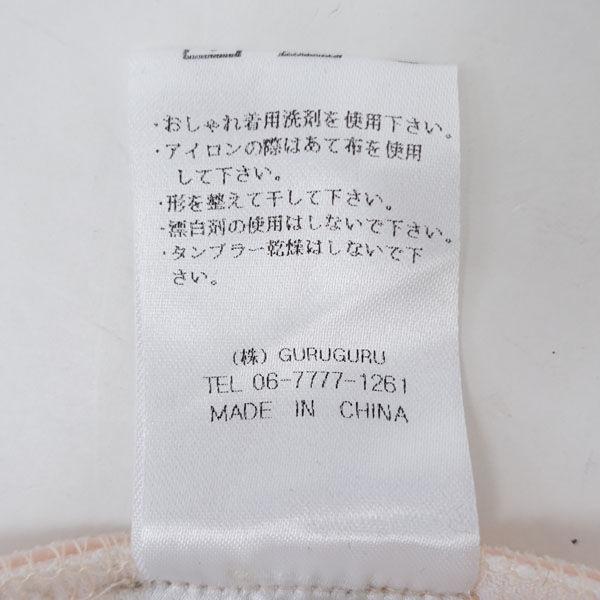 ・おしゃれ着用洗剤を使用下さい。
・アイロンの際はあて布を使用
して下さい。
・形を整えて干して下さい。
・漂白剤の使用はしないで下さい。
・タンブラー乾燥はしないで下
さい。
(株) GURUGURU
TEL 06-7777-1261
MADE IN CHINA